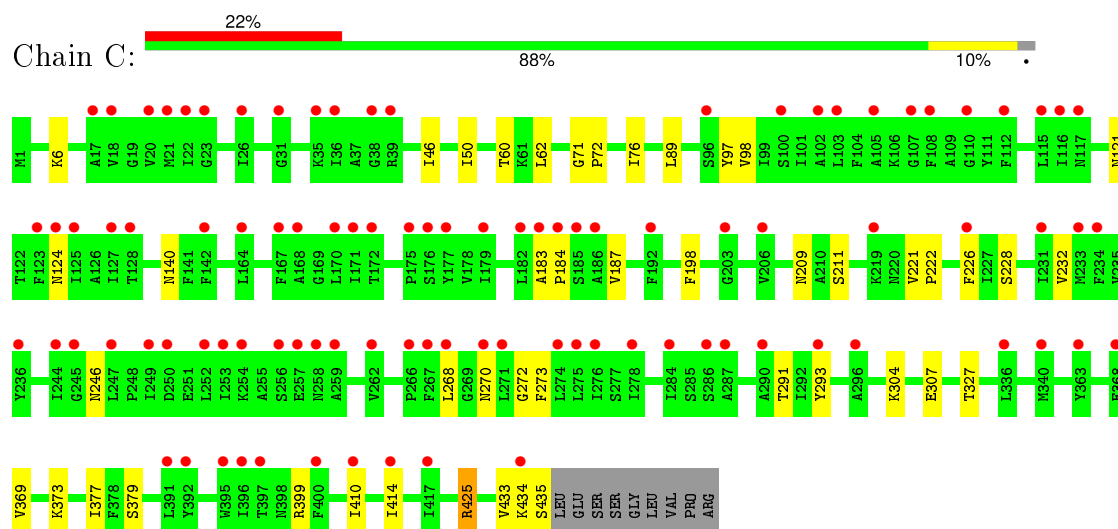 22%
Chain C:
88%
10%
•
M1 K6 A17 V18 G19 V20 M21 I22 G23 I26 G31 K35 I36 A37 G38 R39 I46 I50 T60 K61 L62 G71 P72 I76 L89 S96 Y97 V98 I99 S100 I101 A102 L103 F104 A105 K106 G107 F108 A109 G110 Y111 F112 L115 I116 N117 N121
T122 F123 N124 I125 A126 I127 T128 N140 F141 F142 L164 F167 A168 G169 L170 I171 T172 P175 S176 Y177 V178 I179 L182 A183 P184 S185 A186 V187 F192 F198 G203 V206 N209 A210 S211 K219 N220 V221 P222 F226 I227 S228 I231 V232 M233 F234 V235
Y236 I244 G245 N246 L247 P248 I249 D250 E251 L252 I253 K254 A255 S256 E257 N258 A259 V262 P266 F267 L268 G269 N270 L271 G272 F273 L274 L275 I276 S277 I278 I284 S285 S286 A287 A290 T291 I292 Y293 A296 K304 E307 T327 L336 M340 Y363 E368
V369 K373 I377 F378 S379 L391 Y392 W395 I396 T397 N398 R399 F400 I410 I414 I417 R425 V433 K434 S435 LEU GLU SER SER GLY LEU VAL PRO ARG